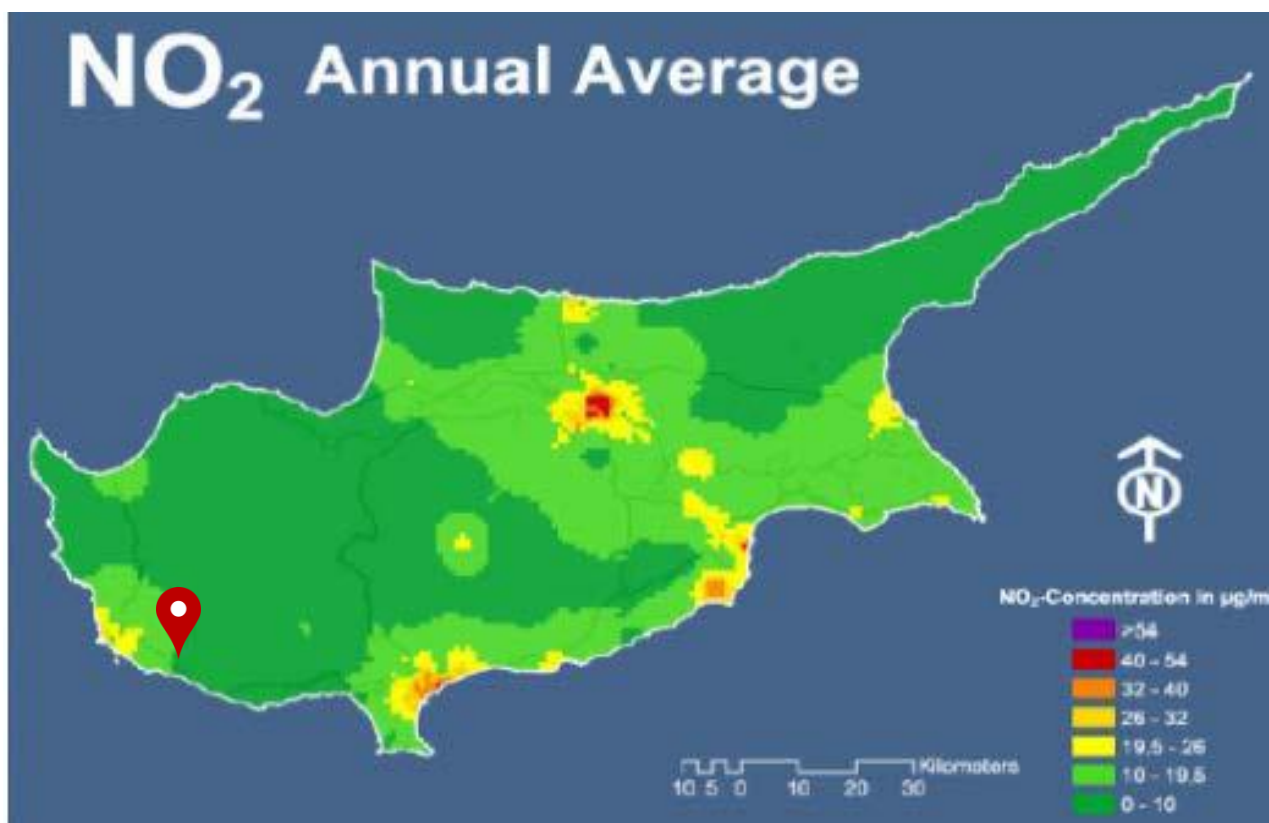 NO₂ Annual Average
N
NO₂-Concentration in µg/m
>54
40 - 54
32 - 40
26 - 32
19,5 - 26
10 - 19,5
0 - 10
Kilometers
10 5 0 10 20 30